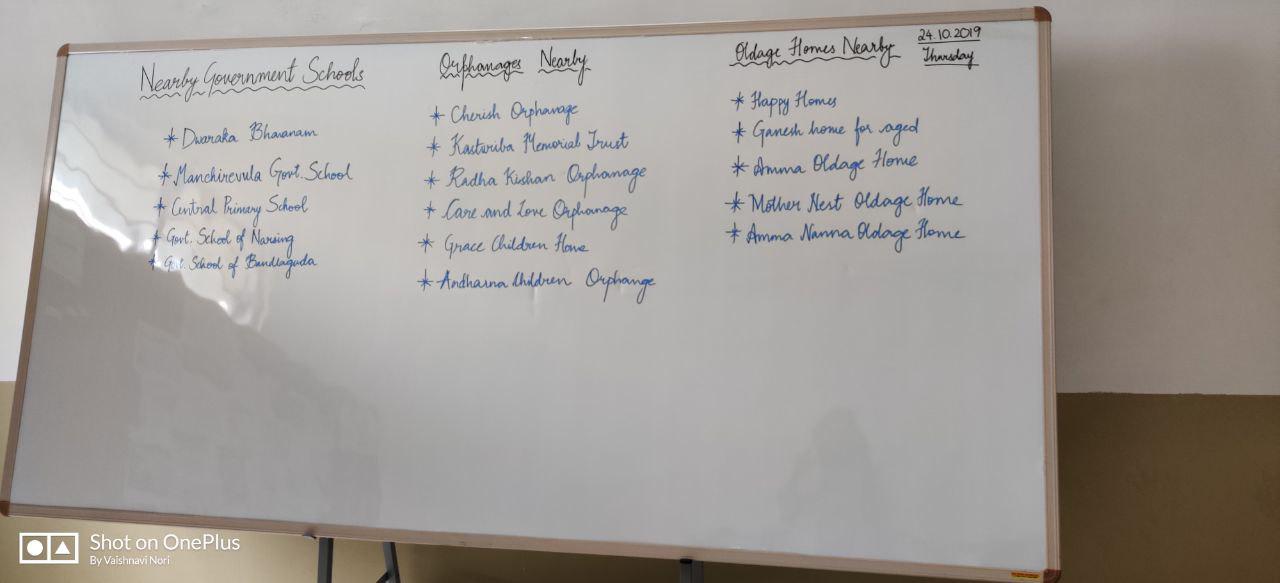 Nearby Government Schools
* Dwaraka Bhavanam
* Manchirevula Govt. School
* Central Primary School
* Govt. School of Nursing
* Govt. School of Bandlaguda
Orphanages Nearby
* Cherish Orphanage
* Kasturiba Memorial Trust
* Radha Kishan Orphanage
* Care and Love Orphanage
* Grace Children Home
* Andhasna Children Orphange
Oldage Homes Nearby
* Happy Homes
* Ganesh home for aged
* Amma Oldage Home
* Mother Nest Oldage Home
* Amma Nanna Oldage Home
24.10.2019
Thursday
Shot on OnePlus
By Vaishnavi Nori